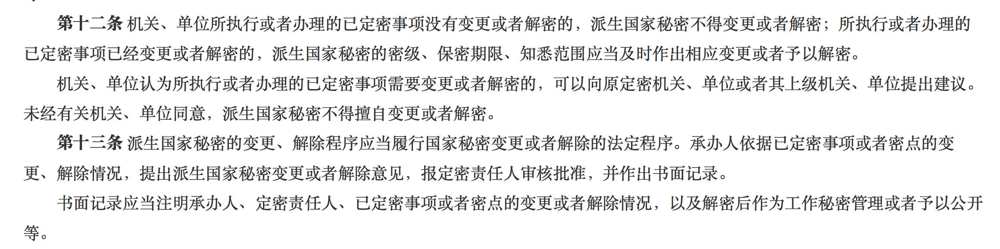 第十二条 机关、单位所执行或者办理的已定密事项没有变更或者解密的，派生国家秘密不得变更或者解密；所执行或者办理的
已定密事项已经变更或者解密的，派生国家秘密的密级、保密期限、知悉范围应当及时作出相应变更或者予以解密。
机关、单位认为所执行或者办理的已定密事项需要变更或者解密的，可以向原定密机关、单位或者其上级机关、单位提出建议。
未经有关机关、单位同意，派生国家秘密不得擅自变更或者解密。
第十三条 派生国家秘密的变更、解除程序应当履行国家秘密变更或者解除的法定程序。承办人依据已定密事项或者密点的变
更、解除情况，提出派生国家秘密变更或者解除意见，报定密责任人审核批准，并作出书面记录。
书面记录应当注明承办人、定密责任人、已定密事项或者密点的变更或者解除情况，以及解密后作为工作秘密管理或者予以公开
等。